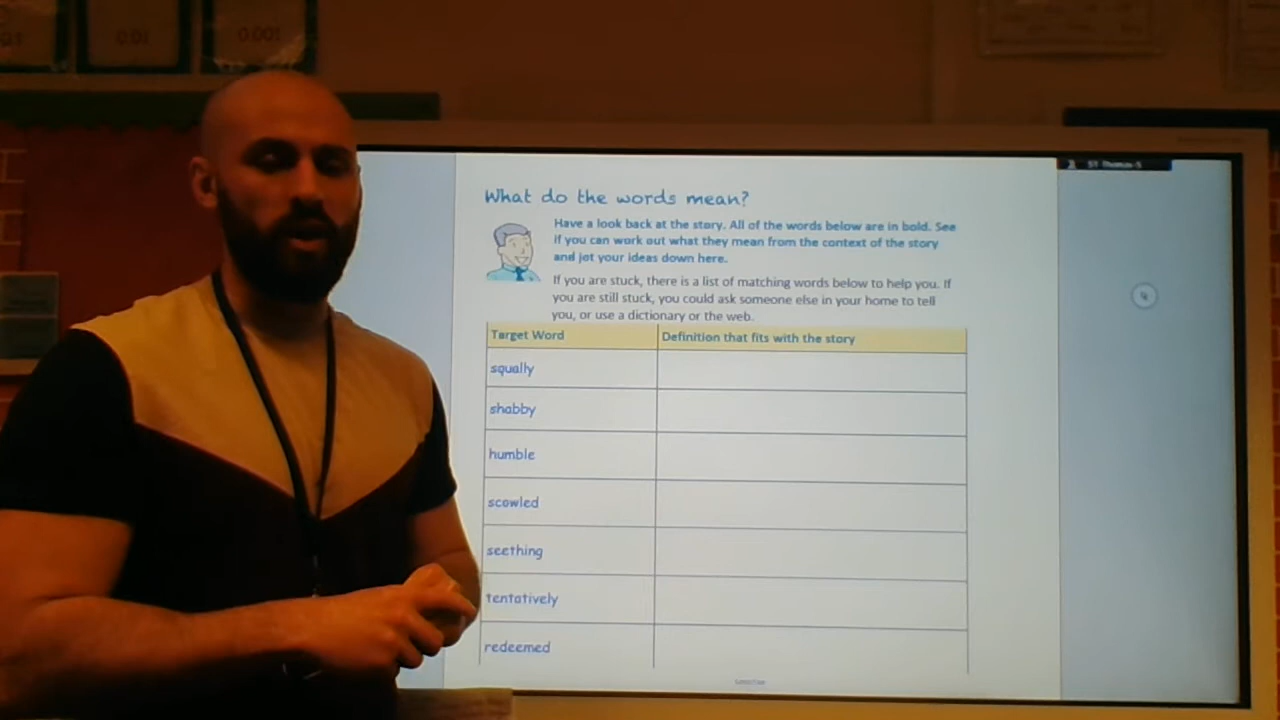 0.01
0.001
What do the words mean?
Have a look back at the story. All of the words below are in bold. See
if you can work out what they mean from the context of the story
and jot your ideas down here.
If you are stuck, there is a list of matching words below to help you. If
you are still stuck, you could ask someone else in your home to tell
you, or use a dictionary or the web.
Target Word Definition that fits with the story
squally
shabby
humble
scowled
seething
tentatively
redeemed